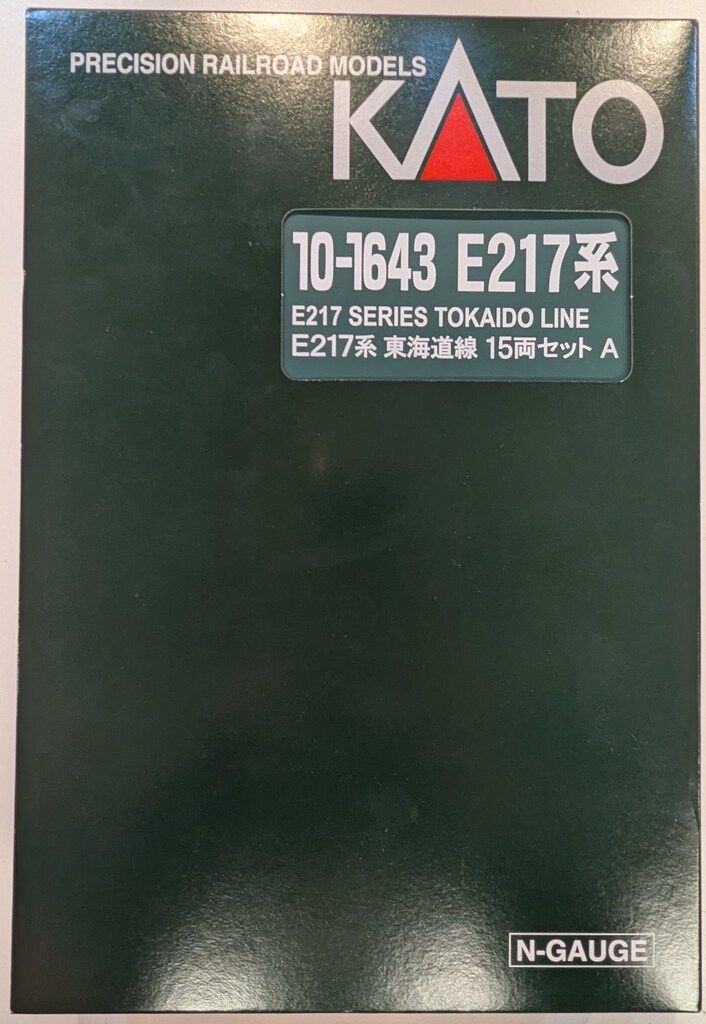 PRECISION RAILROAD MODELS
KATO
10-1643 E217系
E217 SERIES TOKAIDO LINE
E217系 東海道線 15両セット A
N-GAUGE